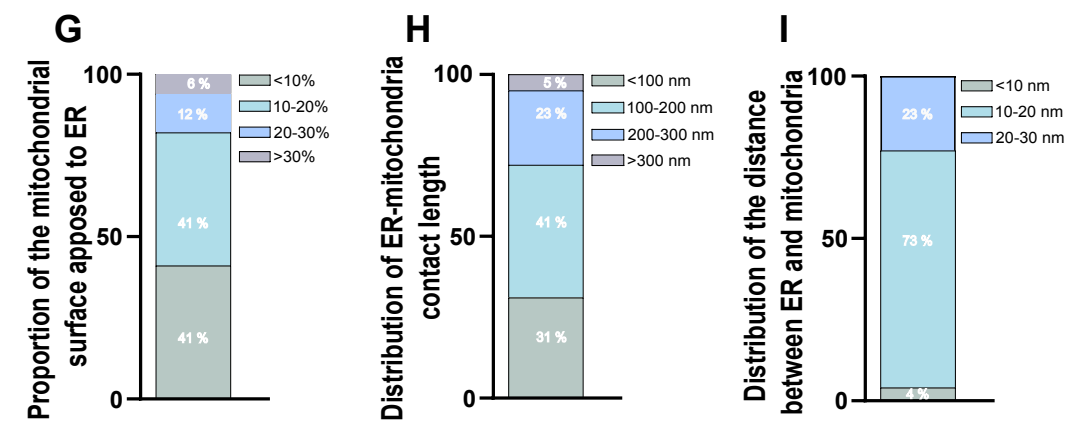 G
Proportion of the mitochondrial
surface apposed to ER
100
50
0
6 %
12 %
41 %
41 %
<10%
10-20%
20-30%
>30%
H
Distribution of ER-mitochondria
contact length
100
50
0
5 %
23 %
41 %
31 %
<100 nm
100-200 nm
200-300 nm
>300 nm
I
Distribution of the distance
between ER and mitochondria
100
50
0
23 %
73 %
4 %
<10 nm
10-20 nm
20-30 nm